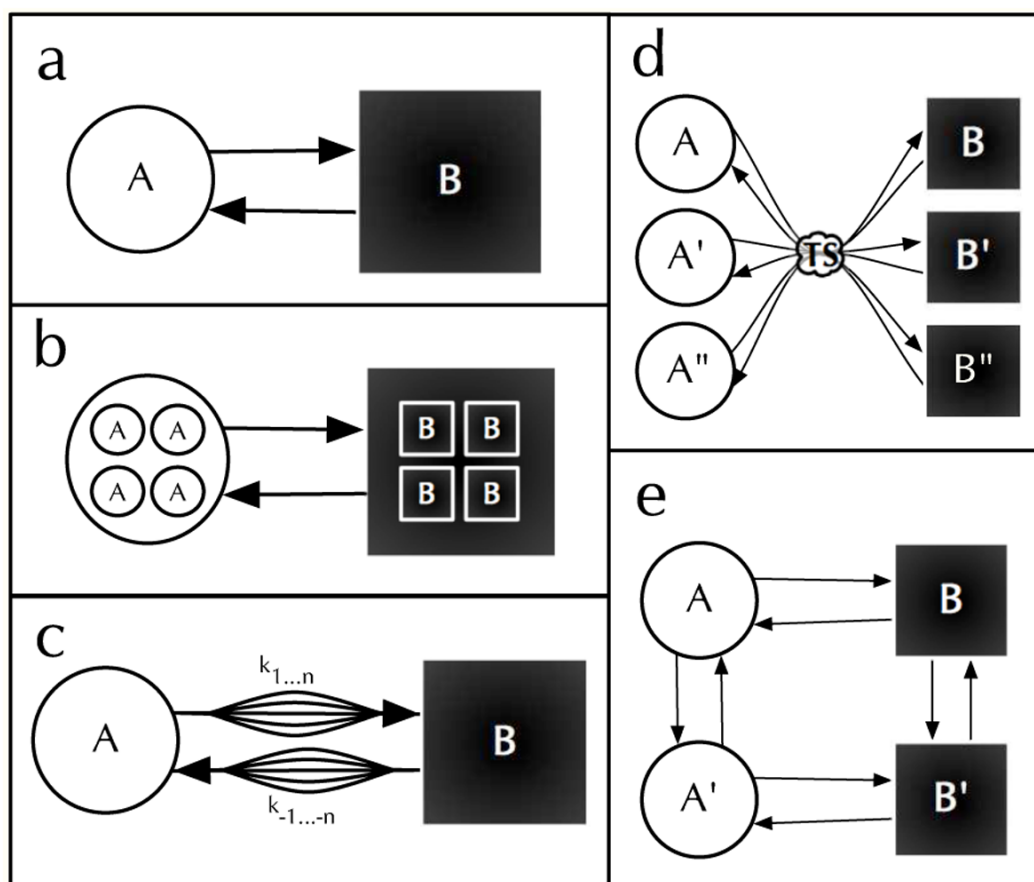 a
A B
b
A A B B
A A B B
c
k1...n
A B
k-1...-n
d
A B
A' TS B'
A" B"
e
A B
A' B'